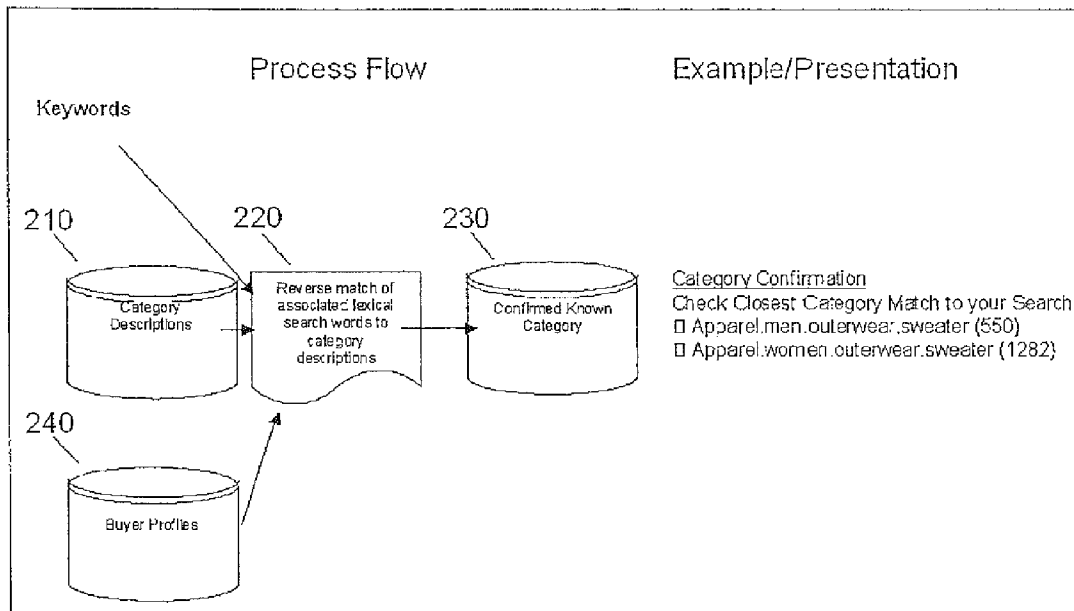 Process Flow
Example/Presentation
Keywords
210
220
230
Category
Descriptions
Reverse match of
associated lexical
search words to
category
descriptions
Confirmed Known
Category
Category Confirmation
Check Closest Category Match to your Search
▯ Apparel.men.outerwear.sweater (550)
▯ Apparel.women.outerwear.sweater (1282)
240
Buyer Profiles